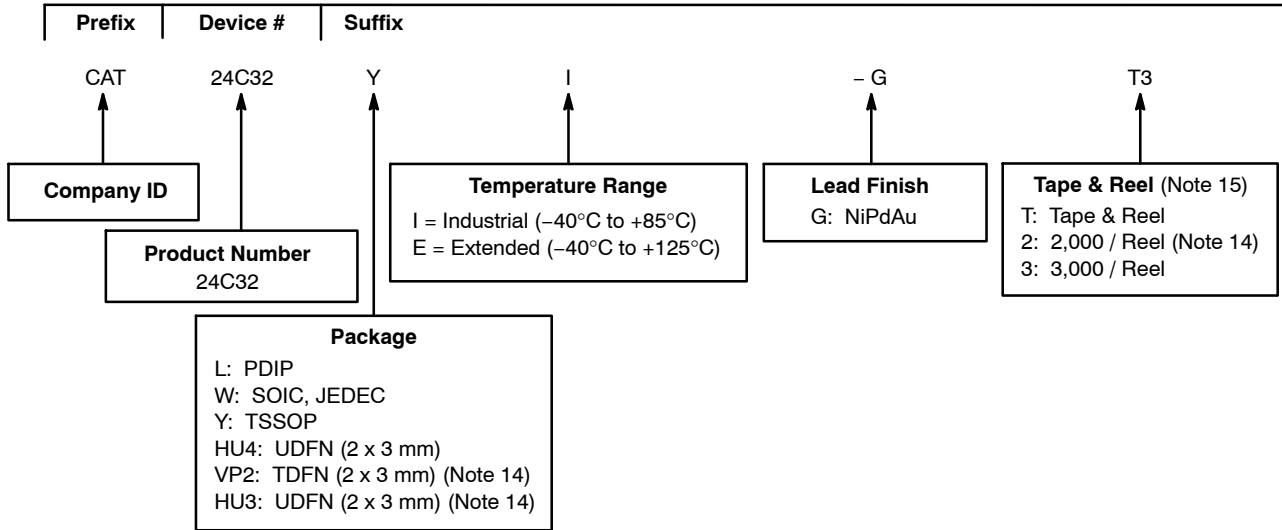 Prefix Device # Suffix
CAT 24C32 Y I – G T3
Company ID
Product Number
24C32
Package
L: PDIP
W: SOIC, JEDEC
Y: TSSOP
HU4: UDFN (2 x 3 mm)
VP2: TDFN (2 x 3 mm) (Note 14)
HU3: UDFN (2 x 3 mm) (Note 14)
Temperature Range
I = Industrial (−40°C to +85°C)
E = Extended (−40°C to +125°C)
Lead Finish
G: NiPdAu
Tape & Reel (Note 15)
T: Tape & Reel
2: 2,000 / Reel (Note 14)
3: 3,000 / Reel